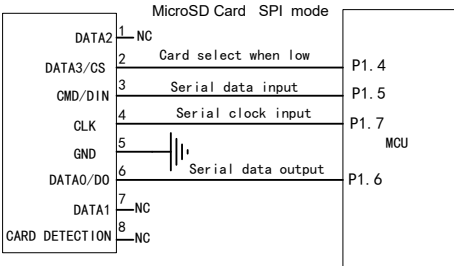 MicroSD Card SPI mode
DATA2 1 NC
DATA3/CS 2 Card select when low P1.4
CMD/DIN 3 Serial data input P1.5
CLK 4 Serial clock input P1.7
GND 5 MCU
DATA0/DO 6 Serial data output P1.6
DATA1 7 NC
CARD DETECTION 8 NC